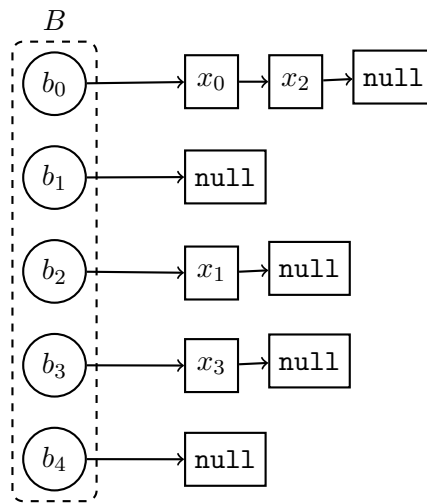 B
b₀ x₀ x₂ null
b₁ null
b₂ x₁ null
b₃ x₃ null
b₄ null